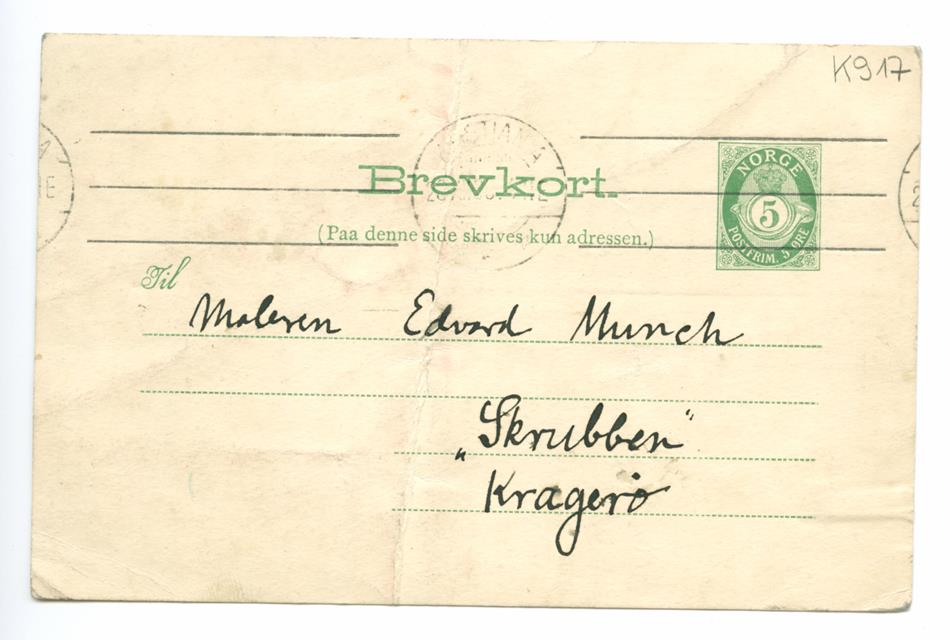 K917
Brevkort.
(Paa denne side skrives kun adressen.)
NORGE
5
POSTFRIM. 5 ØRE
Til
Maleren Edvard Munch
„Skrubben"
Kragerø